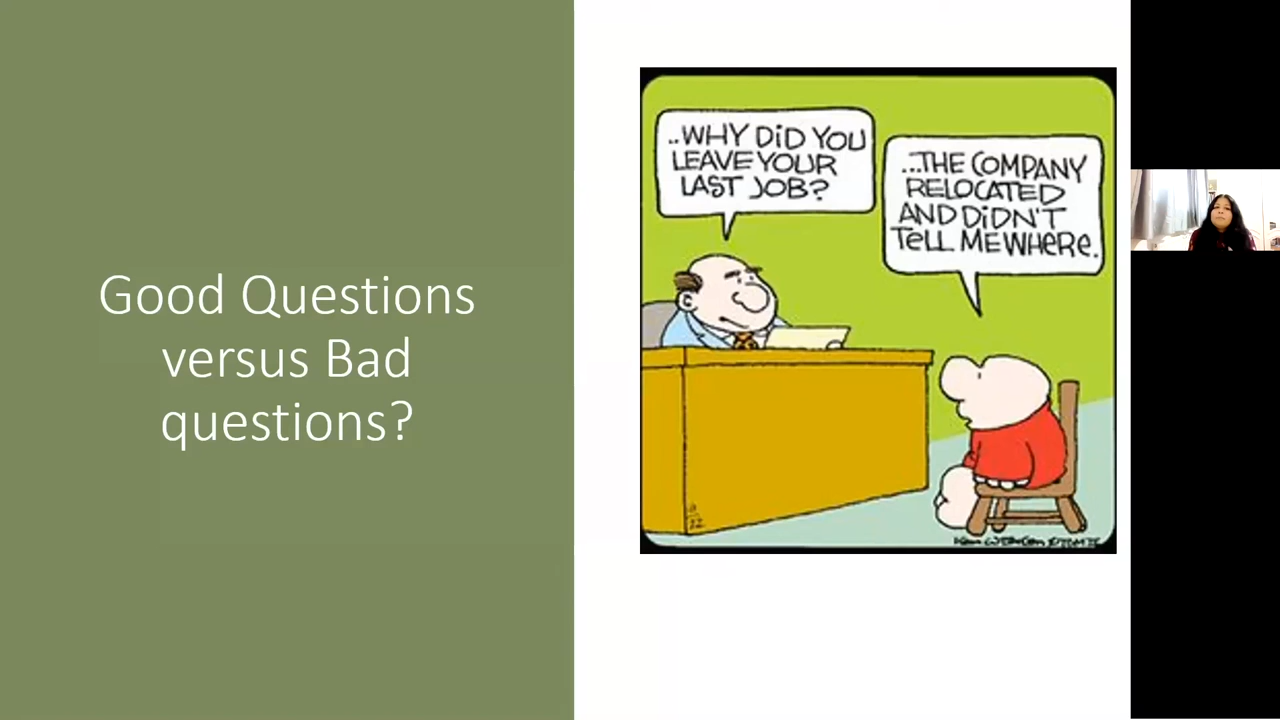 Good Questions
versus Bad
questions?
..WHY DiD YOU
LEAVE YOUR
LAST JOB?
...THE COMPANY
RELOCATED
AND DiDN'T
TeLL ME WHeRe.